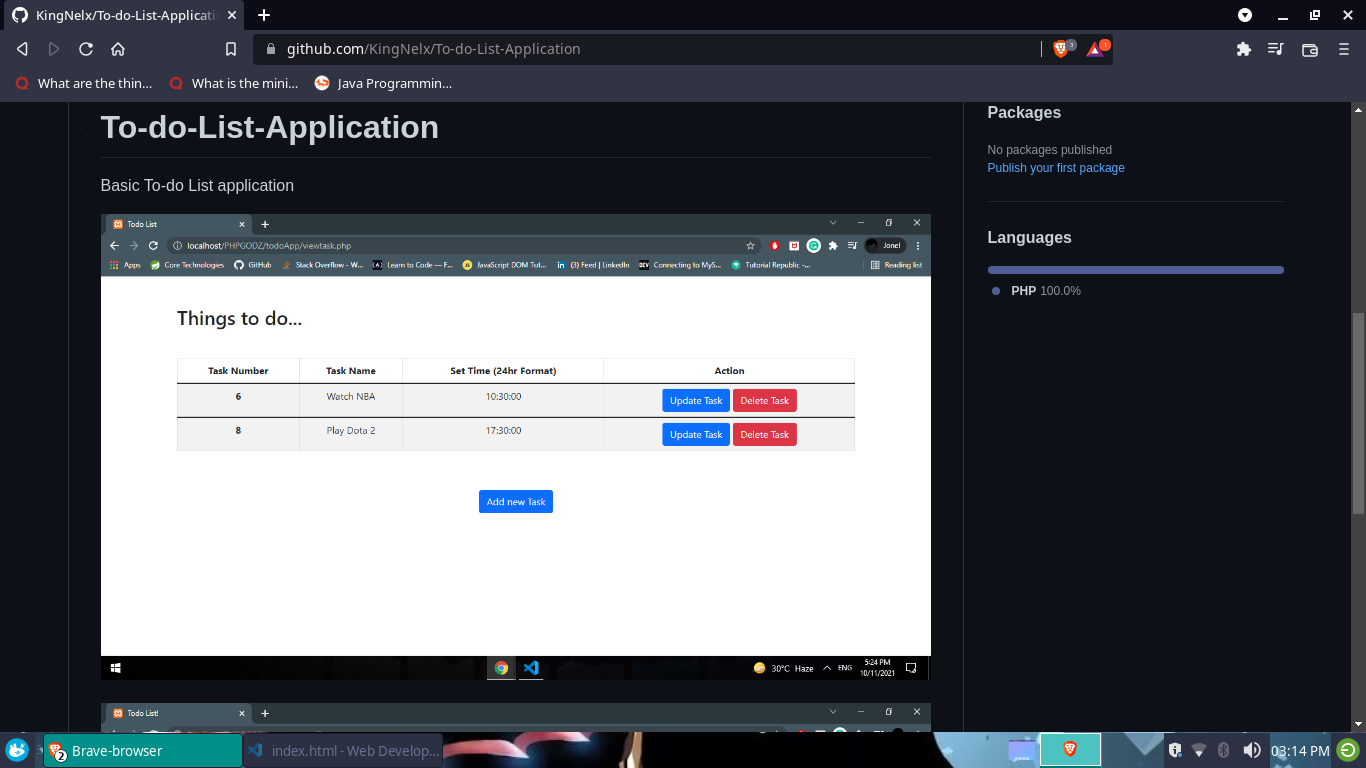 KingNelx/To-do-List-Applicati
github.com/KingNelx/To-do-List-Application
3
1
What are the thin...
What is the mini...
Java Programmin...
To-do-List-Application
Basic To-do List application
Todo List
localhost/PHPGODZ/todoApp/viewtask.php
Jonel
Apps
Core Technologies
GitHub
Stack Overflow - W...
Learn to Code — F...
JavaScript DOM Tut...
(3) Feed | LinkedIn
DEV
Connecting to MyS...
Tutorial Republic -...
Reading list
Things to do...
Task Number Task Name Set Time (24hr Format) Action
6 Watch NBA 10:30:00 Update Task Delete Task
8 Play Dota 2 17:30:00 Update Task Delete Task
Add new Task
30°C Haze
ENG
5:24 PM
10/11/2021
Todo List!
Packages
No packages published
Publish your first package
Languages
PHP 100.0%
2
Brave-browser
index.html - Web Develop...
03:14 PM